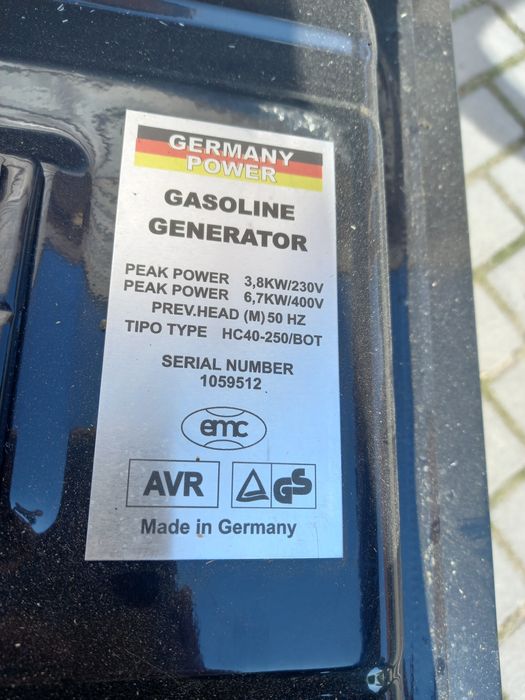 GERMANY
POWER
GASOLINE
GENERATOR
PEAK POWER 3,8KW/230V
PEAK POWER 6,7KW/400V
PREV.HEAD (M) 50 HZ
TIPO TYPE HC40-250/BOT
SERIAL NUMBER
1059512
emc
AVR GS
Made in Germany